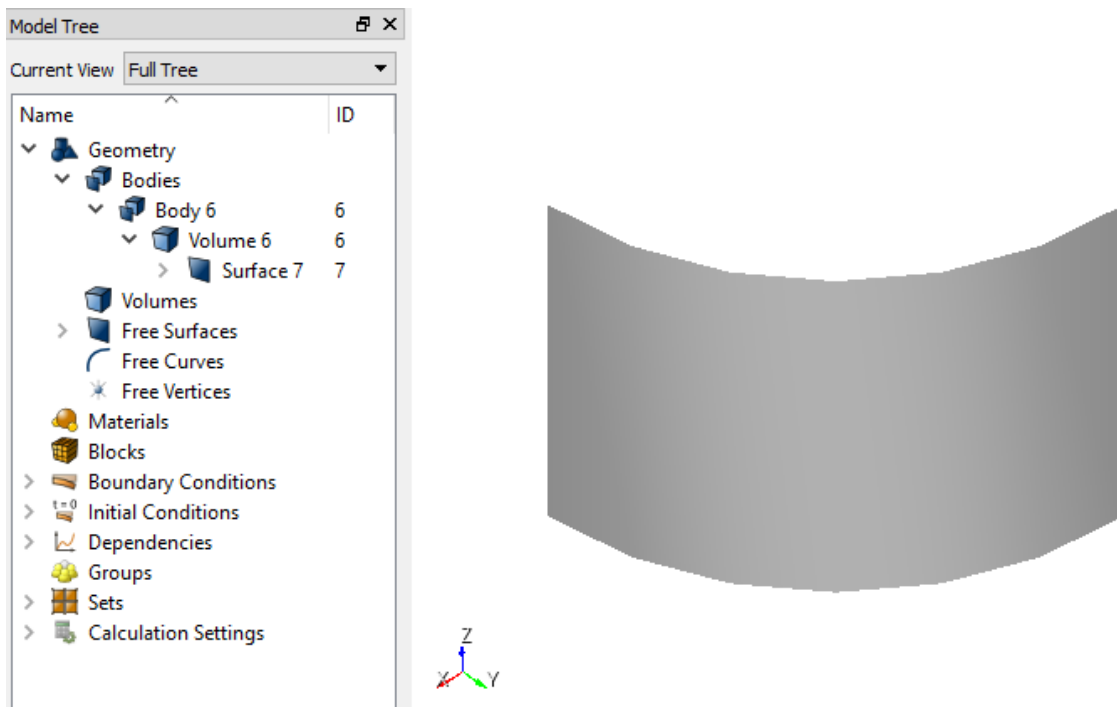 Model Tree
Current View Full Tree
Name ID
Geometry
Bodies
Body 6 6
Volume 6 6
Surface 7 7
Volumes
Free Surfaces
Free Curves
Free Vertices
Materials
Blocks
Boundary Conditions
t=0 Initial Conditions
Dependencies
Groups
Sets
Calculation Settings
Z
X Y